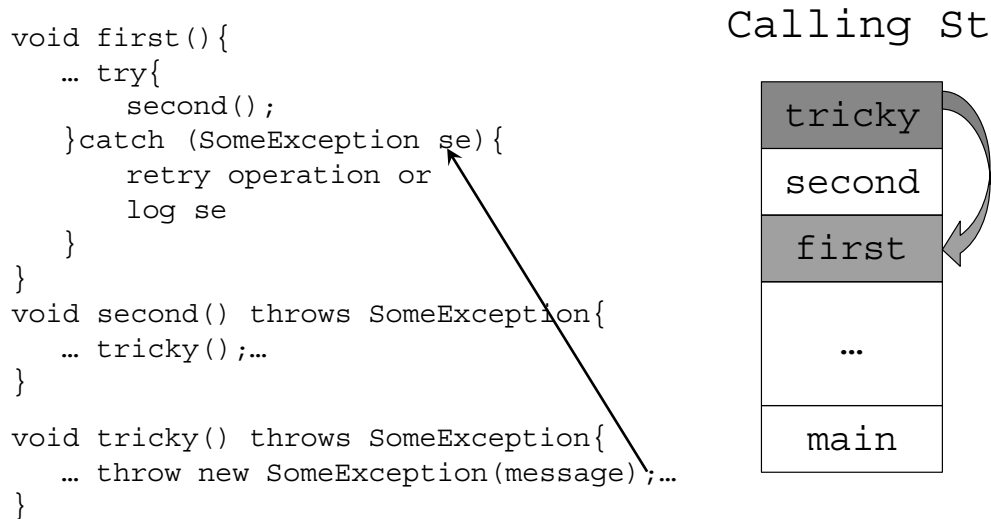 void first(){
… try{
second();
}catch (SomeException se){
retry operation or
log se
}
}
void second() throws SomeException{
… tricky();…
}
void tricky() throws SomeException{
… throw new SomeException(message);…
}
Calling St
tricky
second
first
…
main